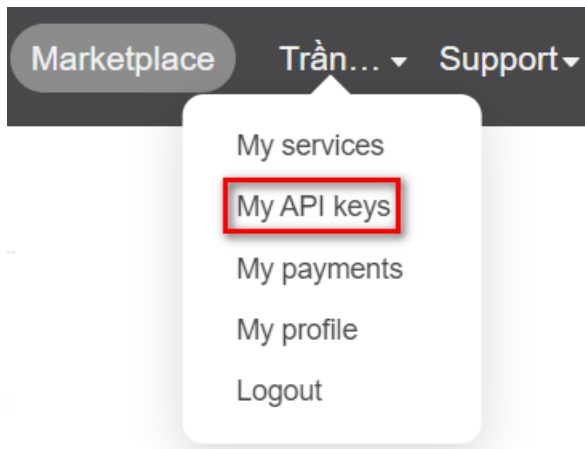 Marketplace Trần... Support
My services
My API keys
My payments
My profile
Logout